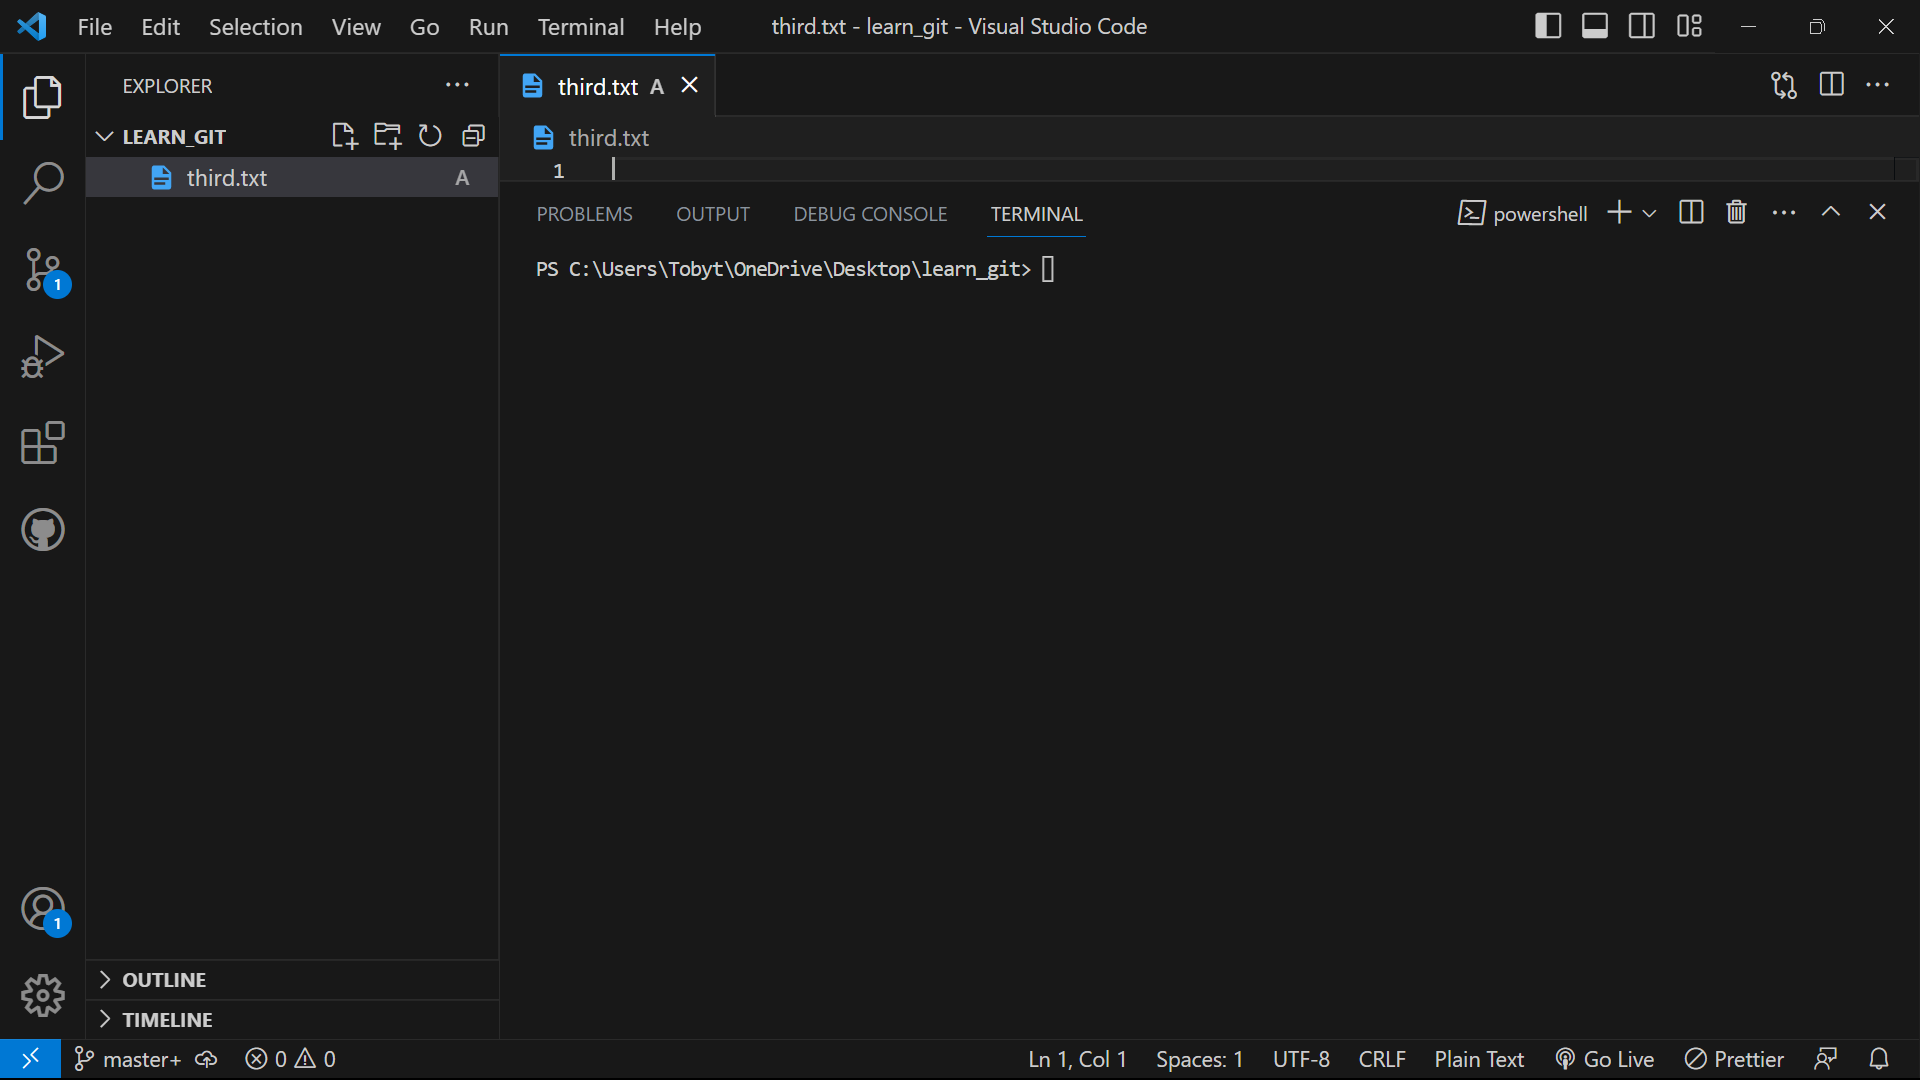 File Edit Selection View Go Run Terminal Help third.txt - learn_git - Visual Studio Code
EXPLORER
third.txt A
LEARN_GIT
third.txt
third.txt A
1
PROBLEMS OUTPUT DEBUG CONSOLE TERMINAL powershell
PS C:\Users\Tobyt\OneDrive\Desktop\learn_git>
1
1
OUTLINE
TIMELINE
master+ 0 0 Ln 1, Col 1 Spaces: 1 UTF-8 CRLF Plain Text Go Live Prettier